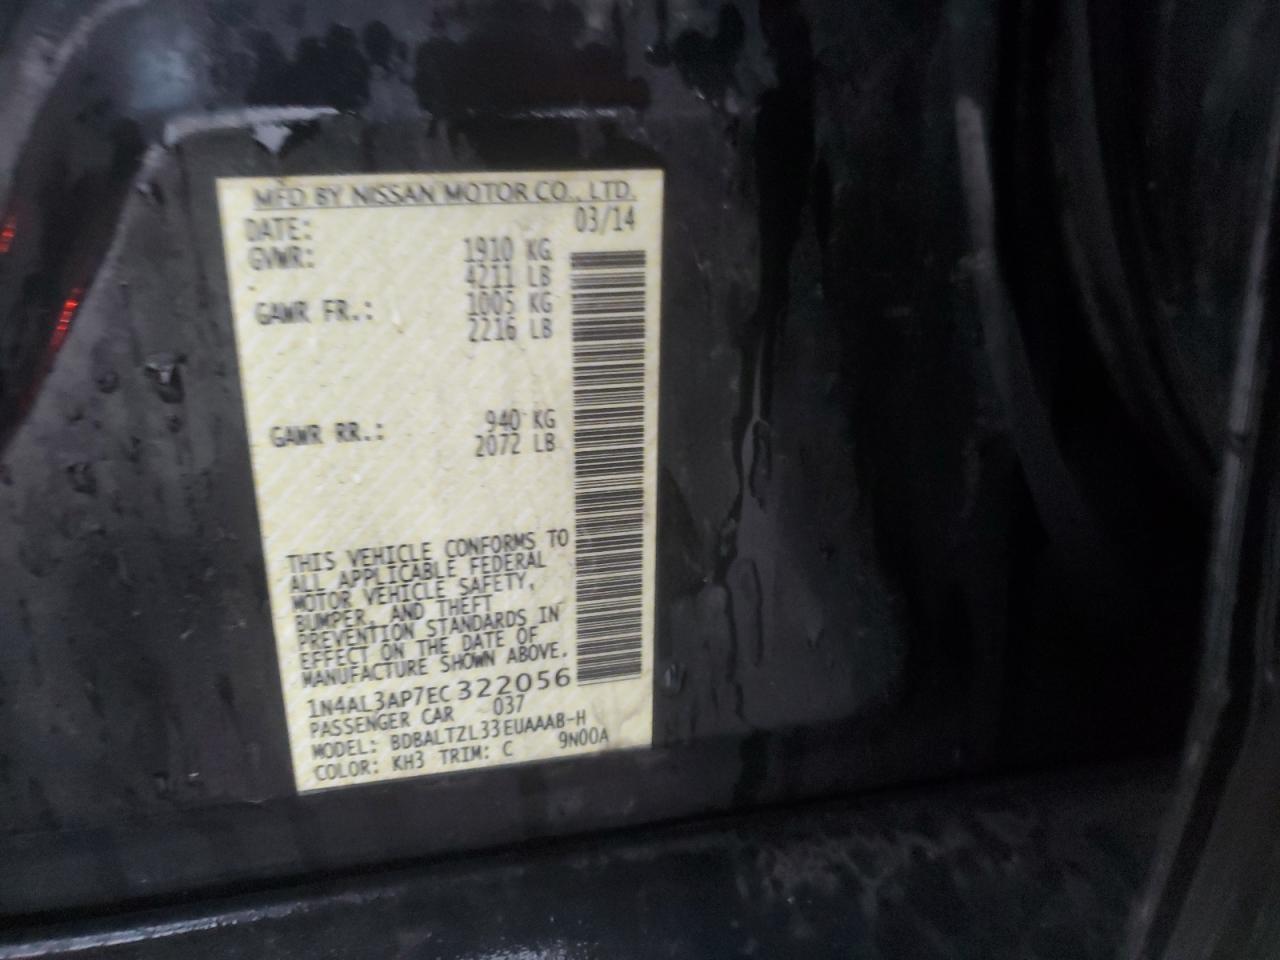 MFD BY NISSAN MOTOR CO., LTD.
DATE: 03/14
GVWR: 1910 KG
4211 LB
GAWR FR.: 1005 KG
2216 LB
GAWR RR.: 940 KG
2072 LB
THIS VEHICLE CONFORMS TO
ALL APPLICABLE FEDERAL
MOTOR VEHICLE SAFETY,
BUMPER, AND THEFT
PREVENTION STANDARDS IN
EFFECT ON THE DATE OF
MANUFACTURE SHOWN ABOVE.
1N4AL3AP7EC322056
PASSENGER CAR 037
MODEL: BDBALTZL33EUAAAB-H
COLOR: KH3 TRIM: C 9N00A